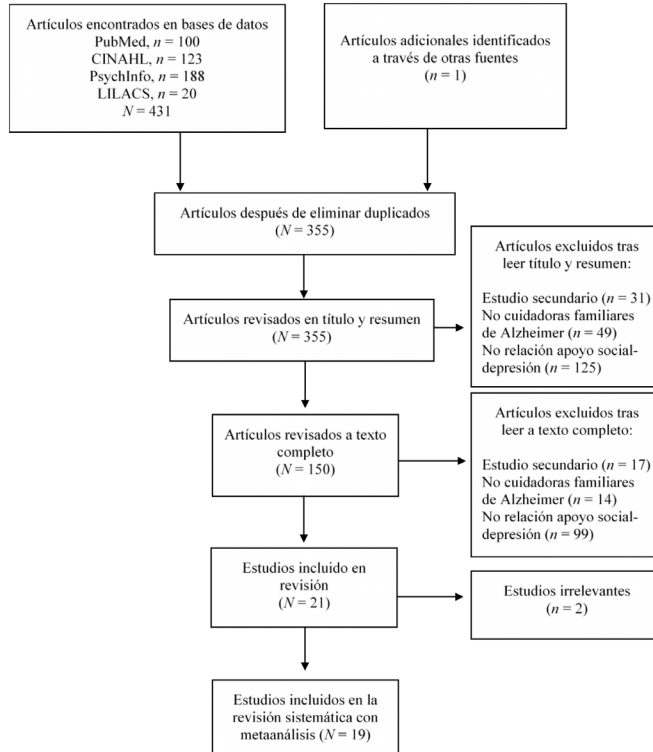 Artículos encontrados en bases de datos
PubMed, n = 100
CINAHL, n = 123
PsychInfo, n = 188
LILACS, n = 20
N = 431
Artículos adicionales identificados
a través de otras fuentes
(n = 1)
Artículos después de eliminar duplicados
(N = 355)
Artículos revisados en título y resumen
(N = 355)
Artículos excluidos tras
leer título y resumen:
Estudio secundario (n = 31)
No cuidadoras familiares
de Alzheimer (n = 49)
No relación apoyo social-
depresión (n = 125)
Artículos revisados a texto
completo
(N = 150)
Artículos excluidos tras
leer a texto completo:
Estudio secundario (n = 17)
No cuidadoras familiares
de Alzheimer (n = 14)
No relación apoyo social-
depresión (n = 99)
Estudios incluido en
revisión
(N = 21)
Estudios irrelevantes
(n = 2)
Estudios incluidos en la
revisión sistemática con
metaanálisis (N = 19)